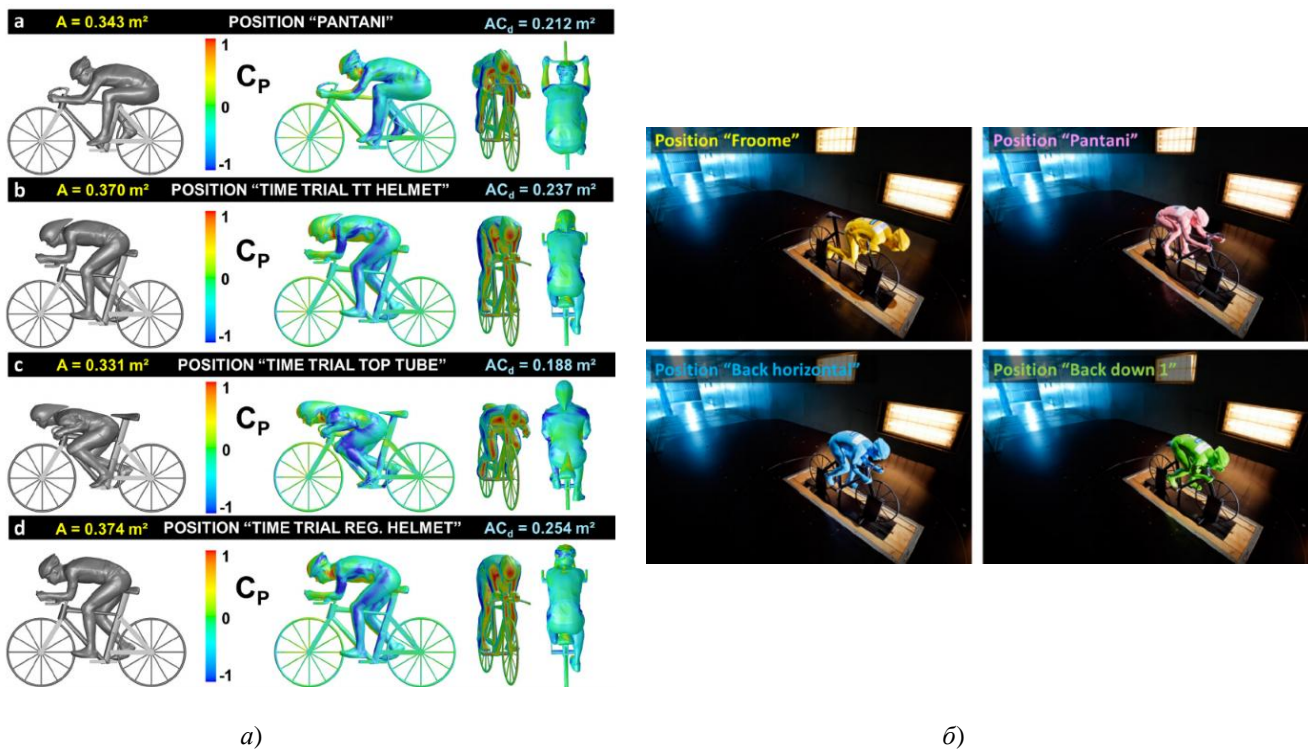 a A = 0.343 m² POSITION “PANTANI” ACd = 0.212 m²
1
CP
0
-1
b A = 0.370 m² POSITION “TIME TRIAL TT HELMET” ACd = 0.237 m²
1
CP
0
-1
c A = 0.331 m² POSITION “TIME TRIAL TOP TUBE” ACd = 0.188 m²
1
CP
0
-1
d A = 0.374 m² POSITION “TIME TRIAL REG. HELMET” ACd = 0.254 m²
1
CP
0
-1
а)
Position “Froome”
Position “Pantani”
Position “Back horizontal”
Position “Back down 1”
б)